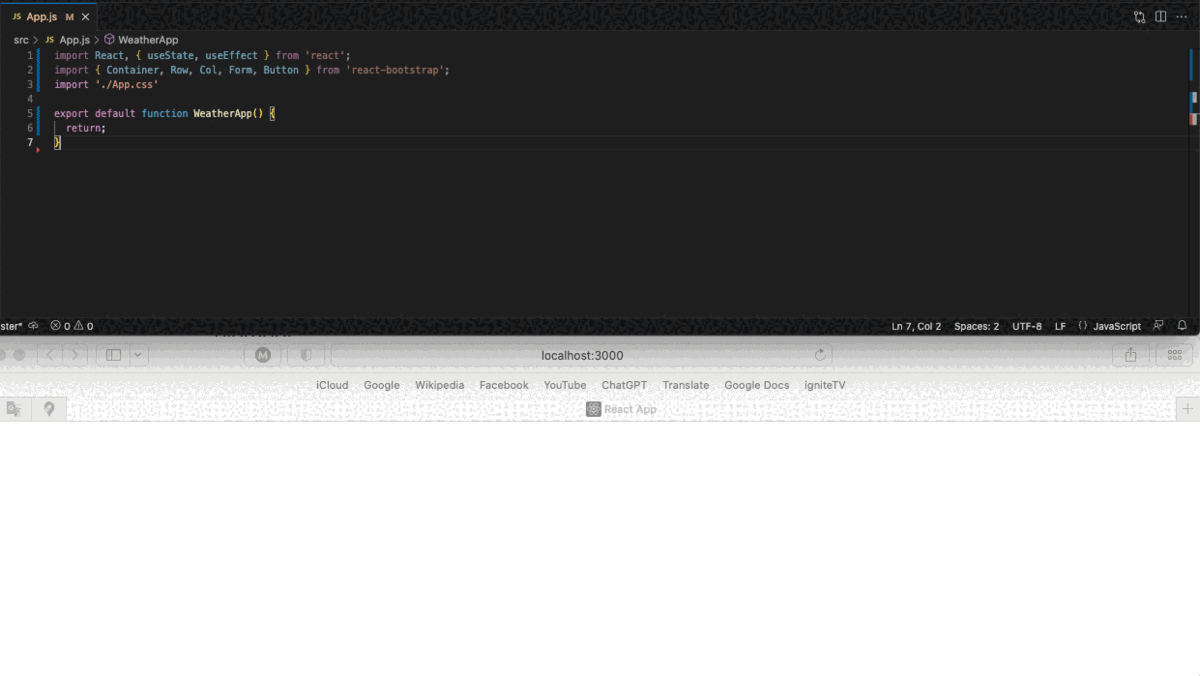 JS App.js M
src > JS App.js > WeatherApp
1 import React, { useState, useEffect } from 'react';
2 import { Container, Row, Col, Form, Button } from 'react-bootstrap';
3 import './App.css'
4
5 export default function WeatherApp() {
6 return;
7 }
ster* 0 0 Ln 7, Col 2 Spaces: 2 UTF-8 LF {} JavaScript
M localhost:3000
iCloud Google Wikipedia Facebook YouTube ChatGPT Translate Google Docs igniteTV
React App